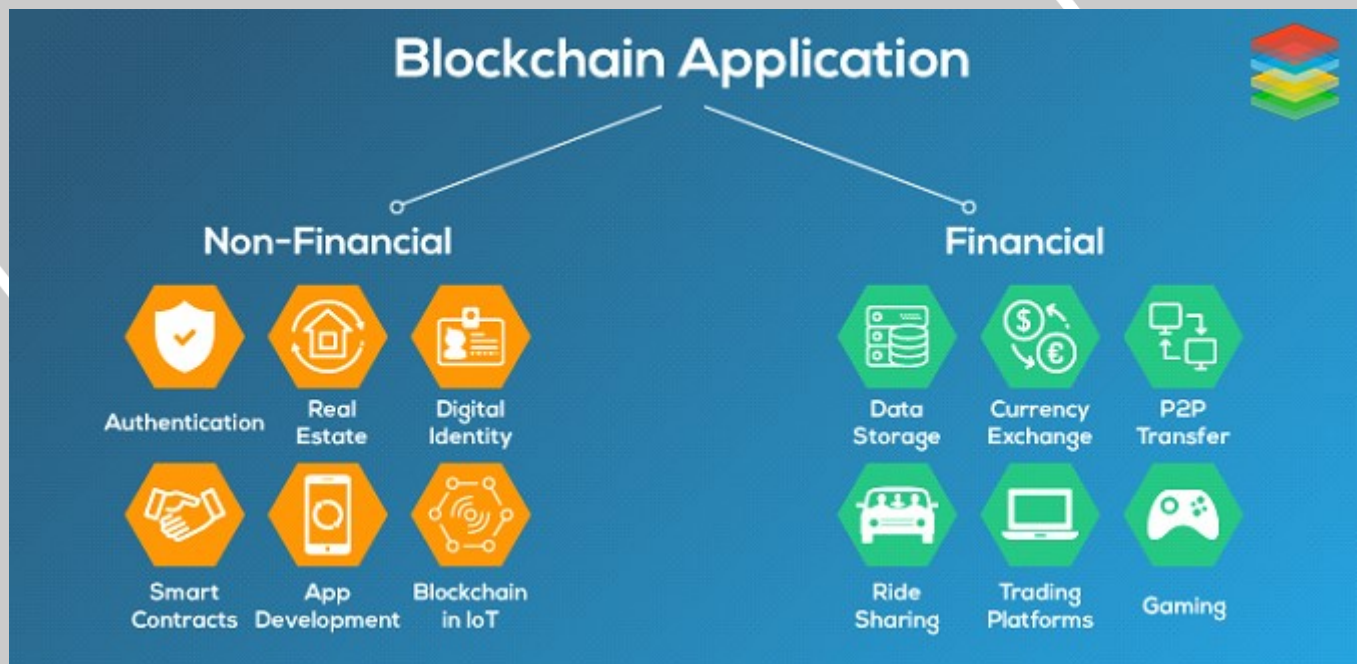 Blockchain Application
Non-Financial
Financial
Authentication
Real
Estate
Digital
Identity
Data
Storage
Currency
Exchange
P2P
Transfer
Smart
Contracts
App
Development
Blockchain
in IoT
Ride
Sharing
Trading
Platforms
Gaming